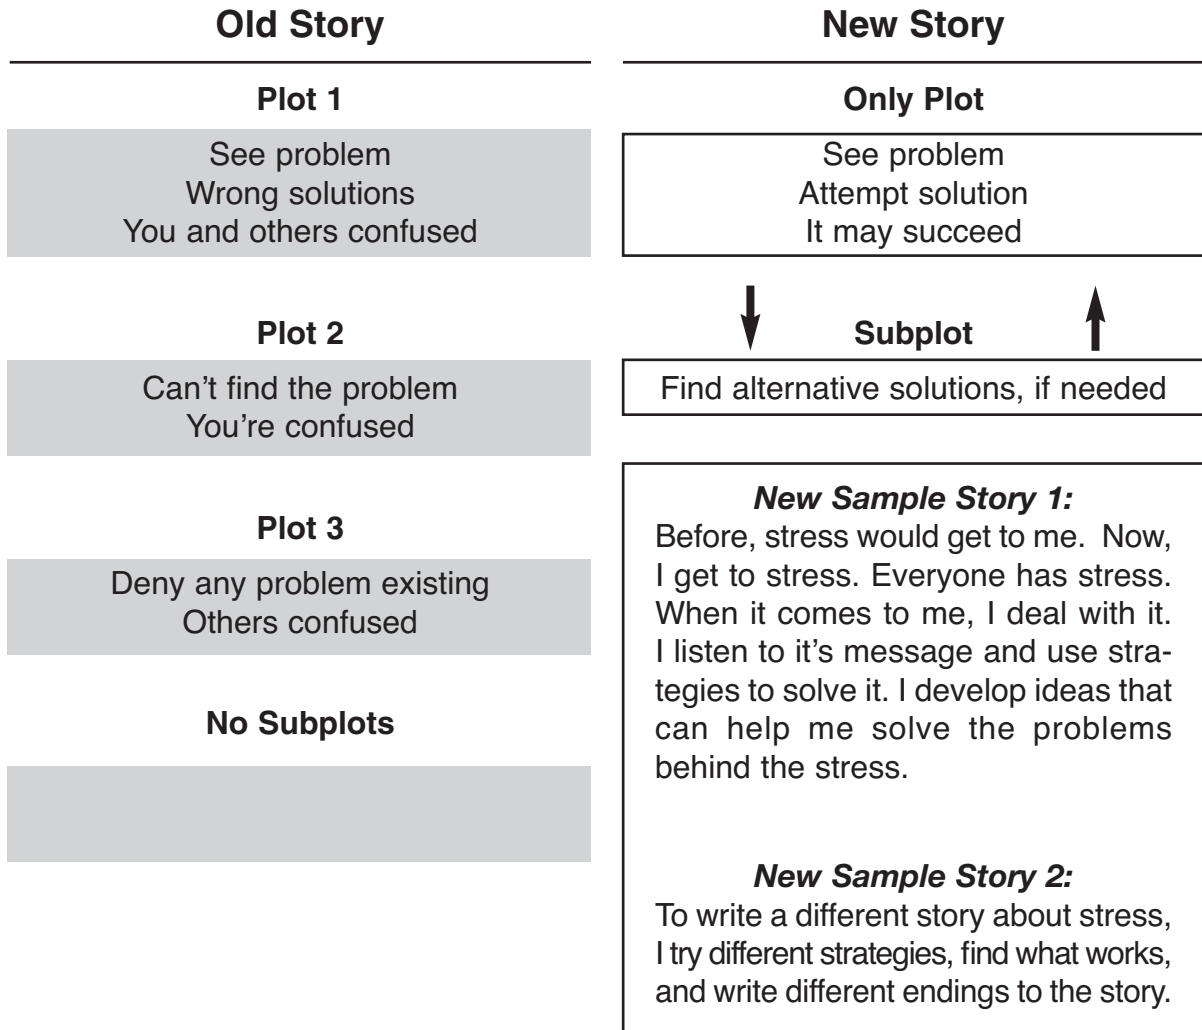 Old Story
Plot 1
See problem
Wrong solutions
You and others confused
Plot 2
Can't find the problem
You're confused
Plot 3
Deny any problem existing
Others confused
No Subplots
New Story
Only Plot
See problem
Attempt solution
It may succeed
Subplot
Find alternative solutions, if needed
New Sample Story 1:
Before, stress would get to me. Now,
I get to stress. Everyone has stress.
When it comes to me, I deal with it.
I listen to it's message and use stra-
tegies to solve it. I develop ideas that
can help me solve the problems
behind the stress.
New Sample Story 2:
To write a different story about stress,
I try different strategies, find what works,
and write different endings to the story.